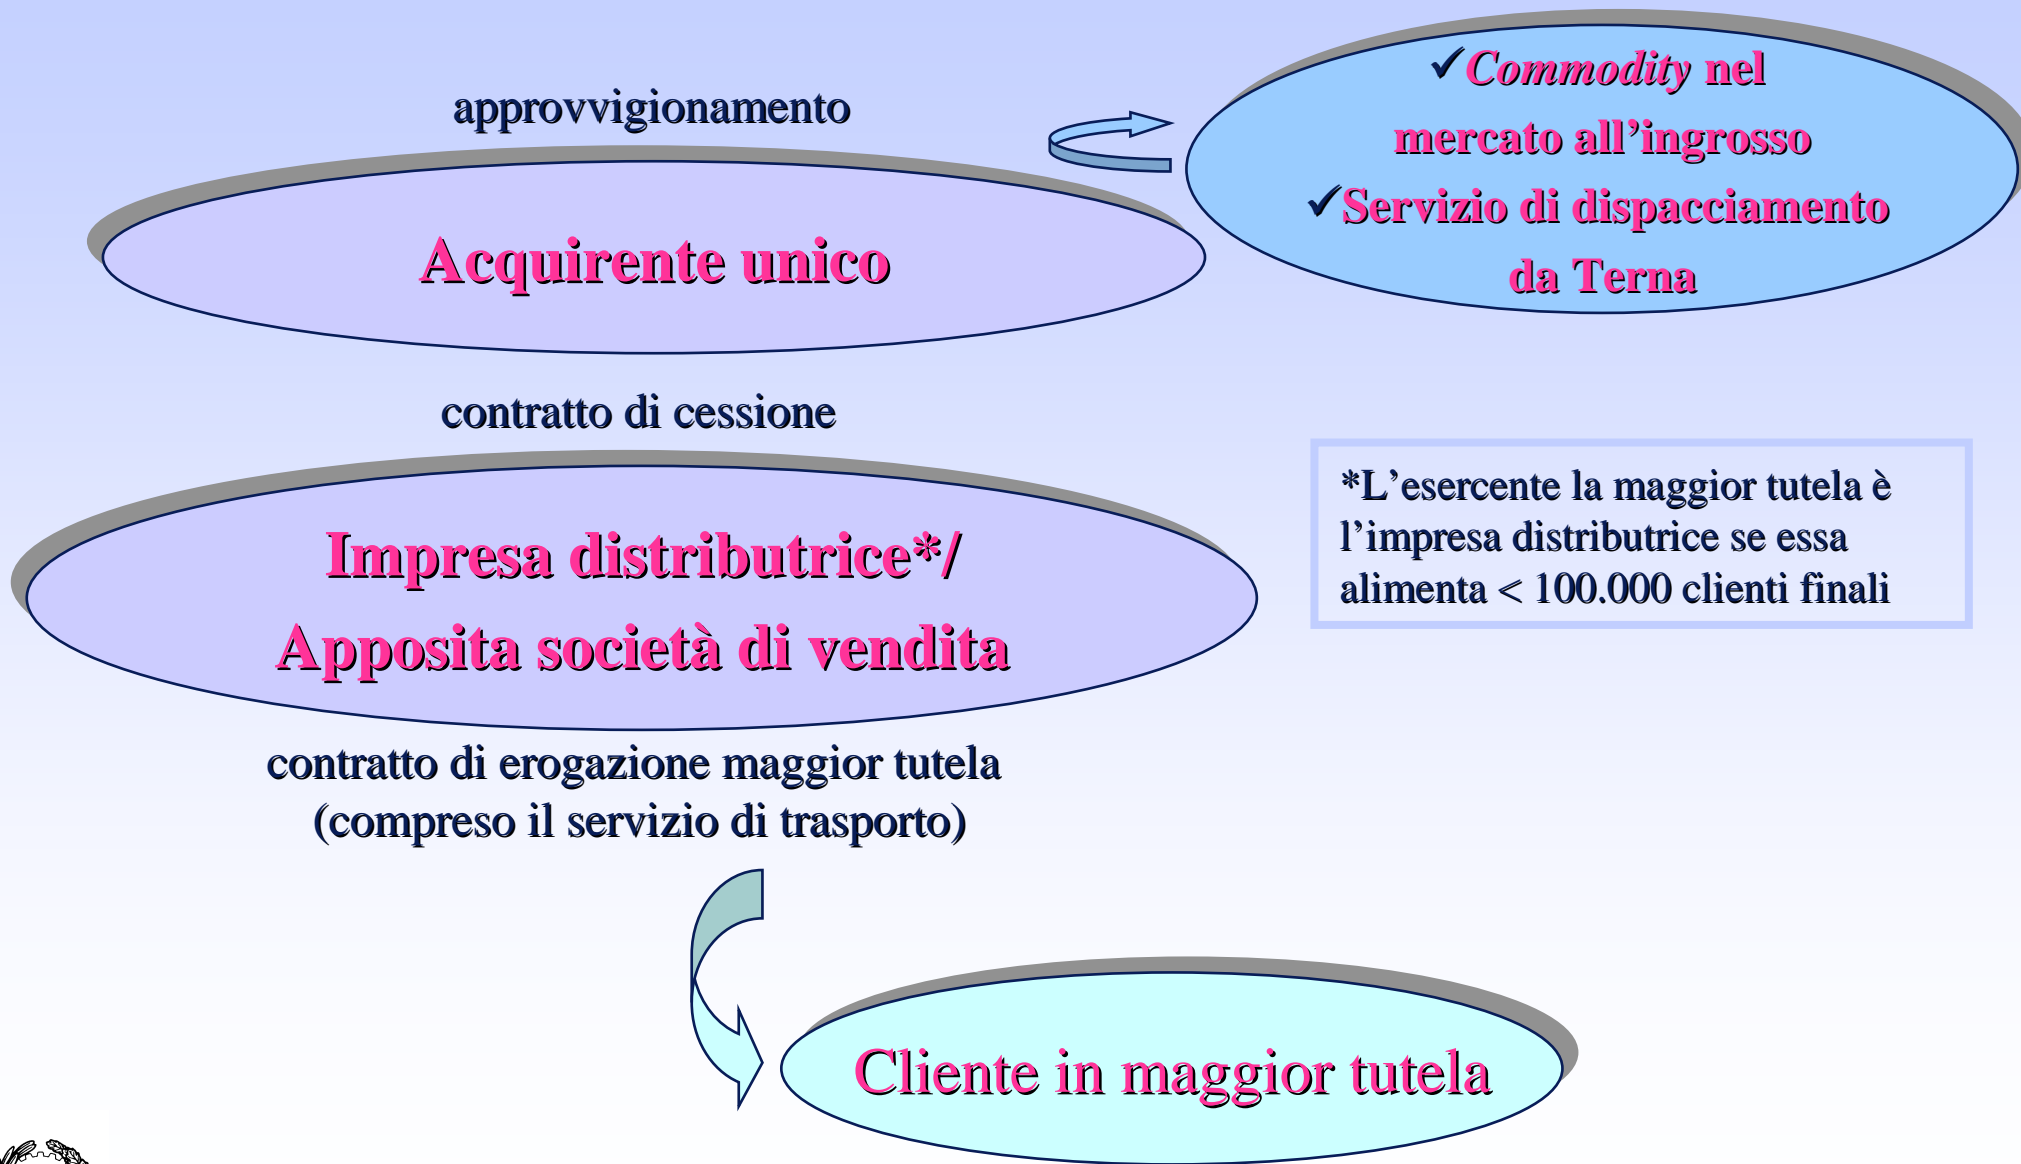 approvvigionamento
✓Commodity nel
mercato all’ingrosso
✓Servizio di dispacciamento
da Terna
Acquirente unico
contratto di cessione
Impresa distributrice*/
Apposita società di vendita
*L’esercente la maggior tutela è
l’impresa distributrice se essa
alimenta < 100.000 clienti finali
contratto di erogazione maggior tutela
(compreso il servizio di trasporto)
Cliente in maggior tutela